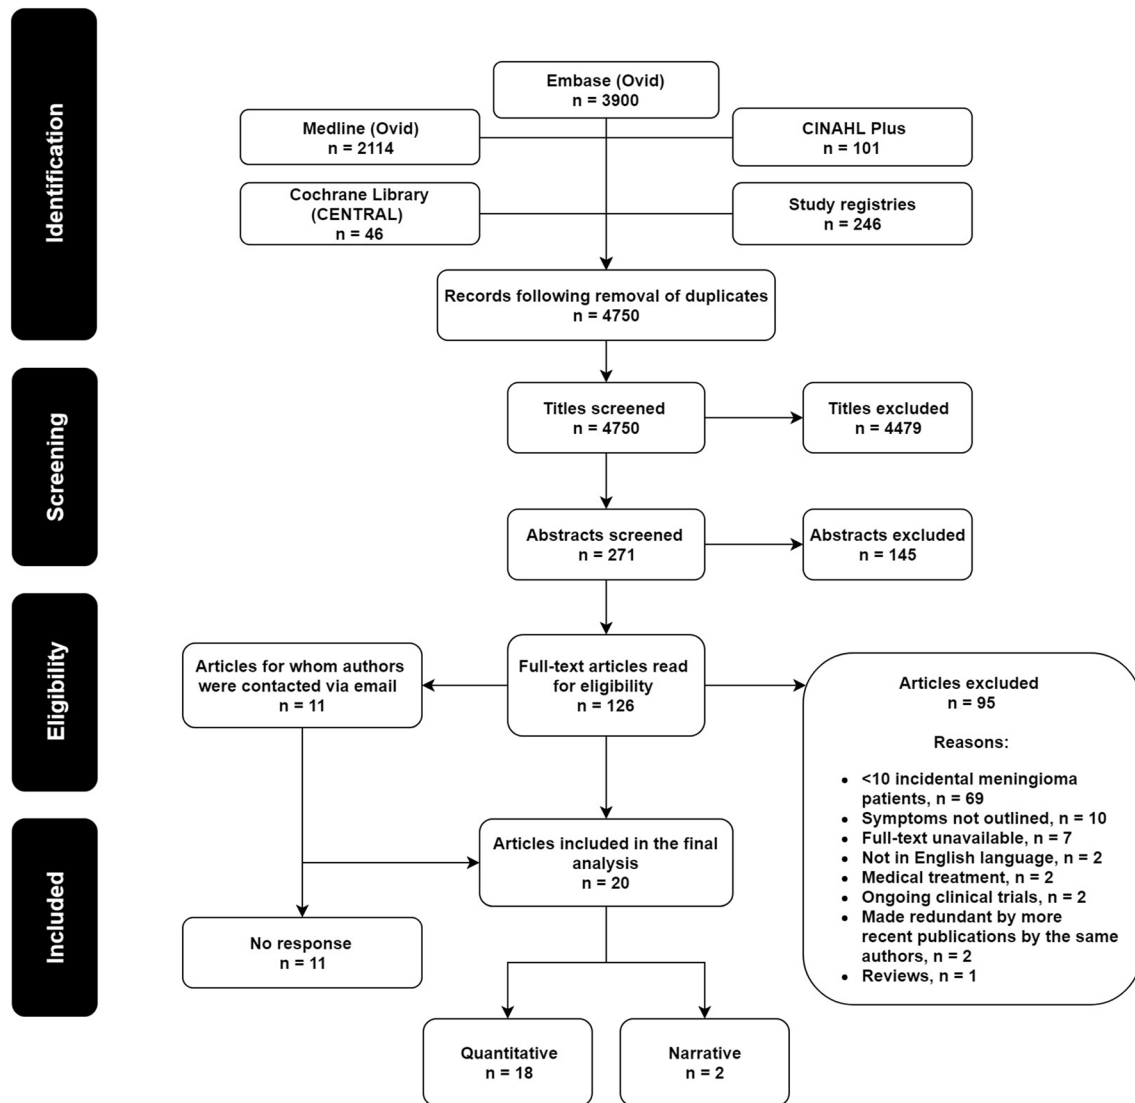 Identification
Embase (Ovid)
n = 3900
Medline (Ovid)
n = 2114
CINAHL Plus
n = 101
Cochrane Library
(CENTRAL)
n = 46
Study registries
n = 246
Records following removal of duplicates
n = 4750
Screening
Titles screened
n = 4750
Titles excluded
n = 4479
Abstracts screened
n = 271
Abstracts excluded
n = 145
Eligibility
Articles for whom authors
were contacted via email
n = 11
Full-text articles read
for eligibility
n = 126
Articles excluded
n = 95
Reasons:
• <10 incidental meningioma
patients, n = 69
• Symptoms not outlined, n = 10
• Full-text unavailable, n = 7
• Not in English language, n = 2
• Medical treatment, n = 2
• Ongoing clinical trials, n = 2
• Made redundant by more
recent publications by the same
authors, n = 2
• Reviews, n = 1
Included
Articles included in the final
analysis
n = 20
No response
n = 11
Quantitative
n = 18
Narrative
n = 2